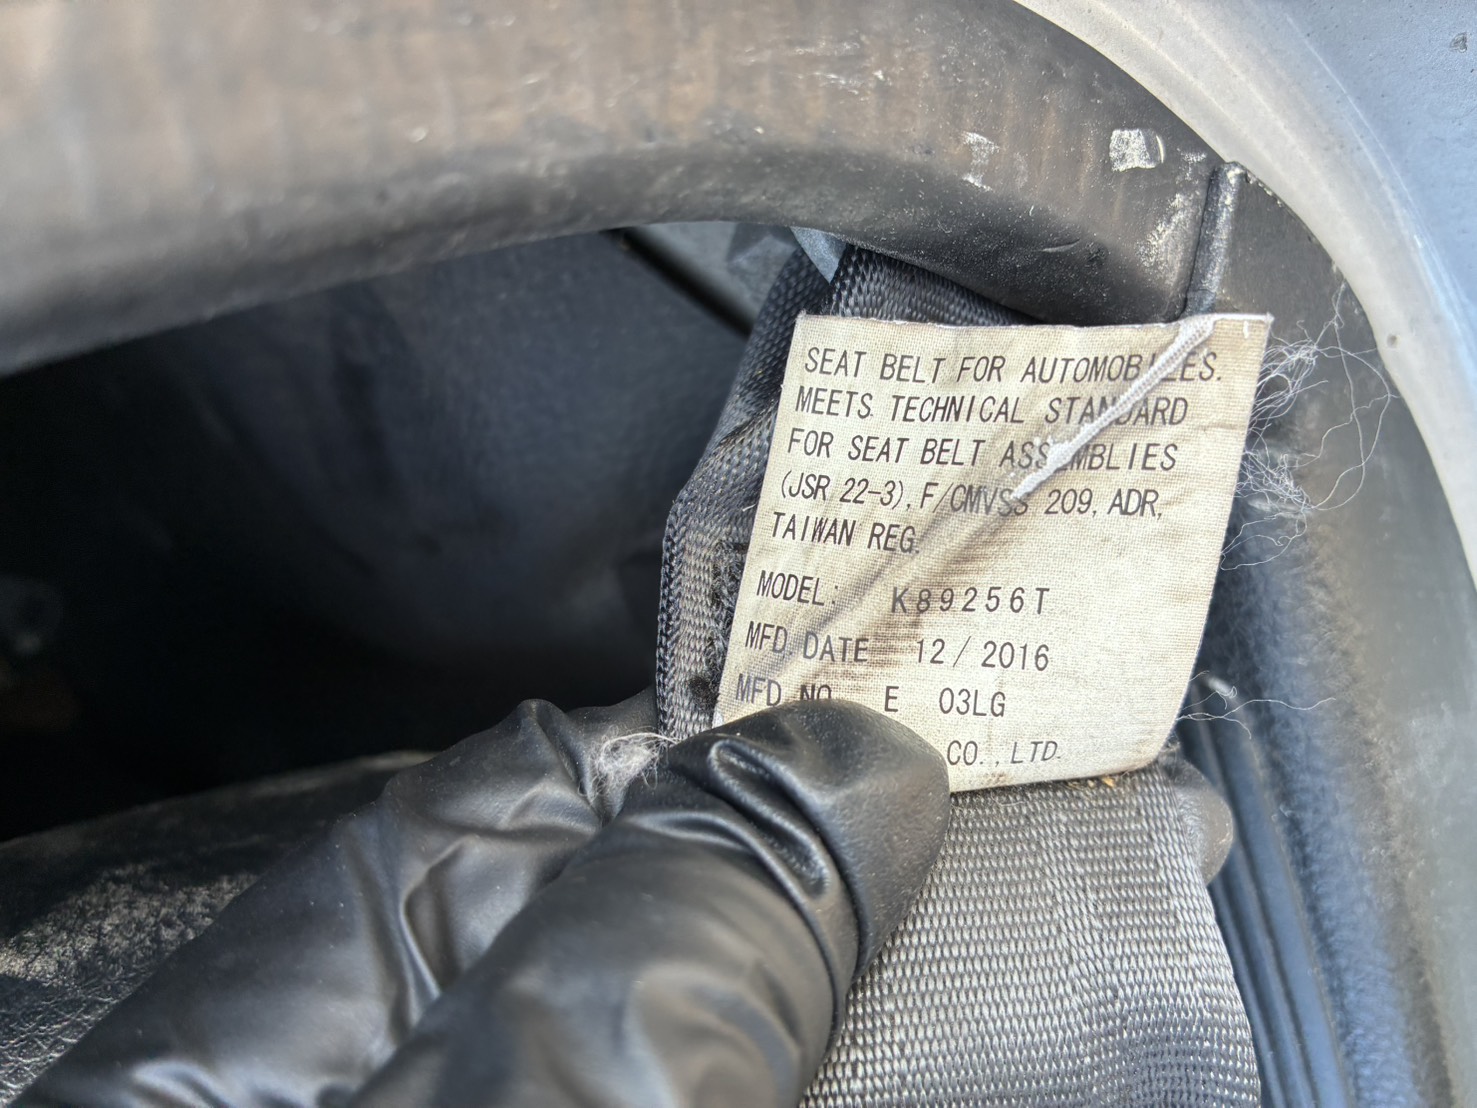 SEAT BELT FOR AUTOMOBILES.
MEETS TECHNICAL STANDARD
FOR SEAT BELT ASSEMBLIES
(JSR 22-3), F/CMVSS 209, ADR,
TAIWAN REG.
MODEL: K89256T
MFD. DATE 12/2016
MFD. NO. E 03LG
CO., LTD.